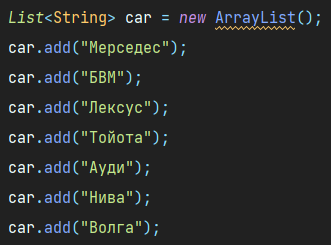 List<String> car = new ArrayList();
car.add("Мерседес");
car.add("БВМ");
car.add("Лексус");
car.add("Тойота");
car.add("Ауди");
car.add("Нива");
car.add("Волга");